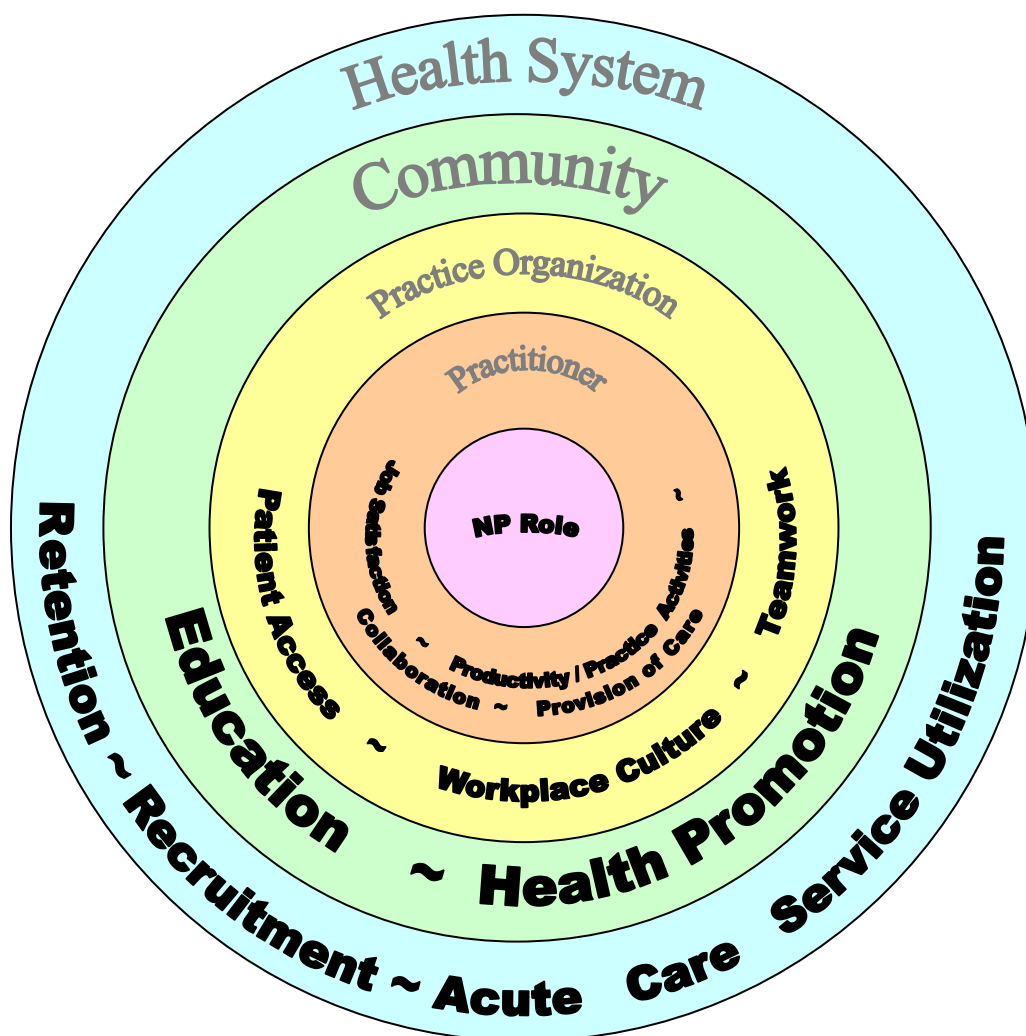 Health System
Community
Practice Organization
Practitioner
NP Role
Job Satisfaction ~ Productivity / Practice Activities ~
Collaboration ~ Provision of Care
Patient Access ~ Workplace Culture ~ Teamwork
Education ~ Health Promotion
Retention ~ Recruitment ~ Acute Care Service Utilization